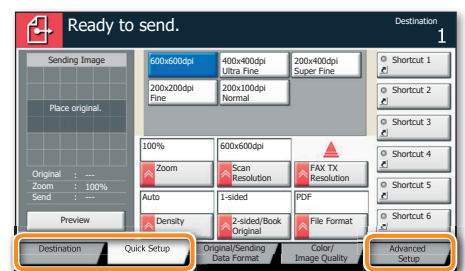 Ready to send.
Destination
1
Sending Image
Place original.
Original : ---
Zoom : 100%
Send : ---
Preview
600x600dpi
400x400dpi
Ultra Fine
200x400dpi
Super Fine
200x200dpi
Fine
200x100dpi
Normal
100%
Zoom
600x600dpi
Scan
Resolution
FAX TX
Resolution
Auto
Density
1-sided
2-sided/Book
Original
PDF
File Format
Shortcut 1
Shortcut 2
Shortcut 3
Shortcut 4
Shortcut 5
Shortcut 6
Destination
Quick Setup
Original/Sending
Data Format
Color/
Image Quality
Advanced
Setup